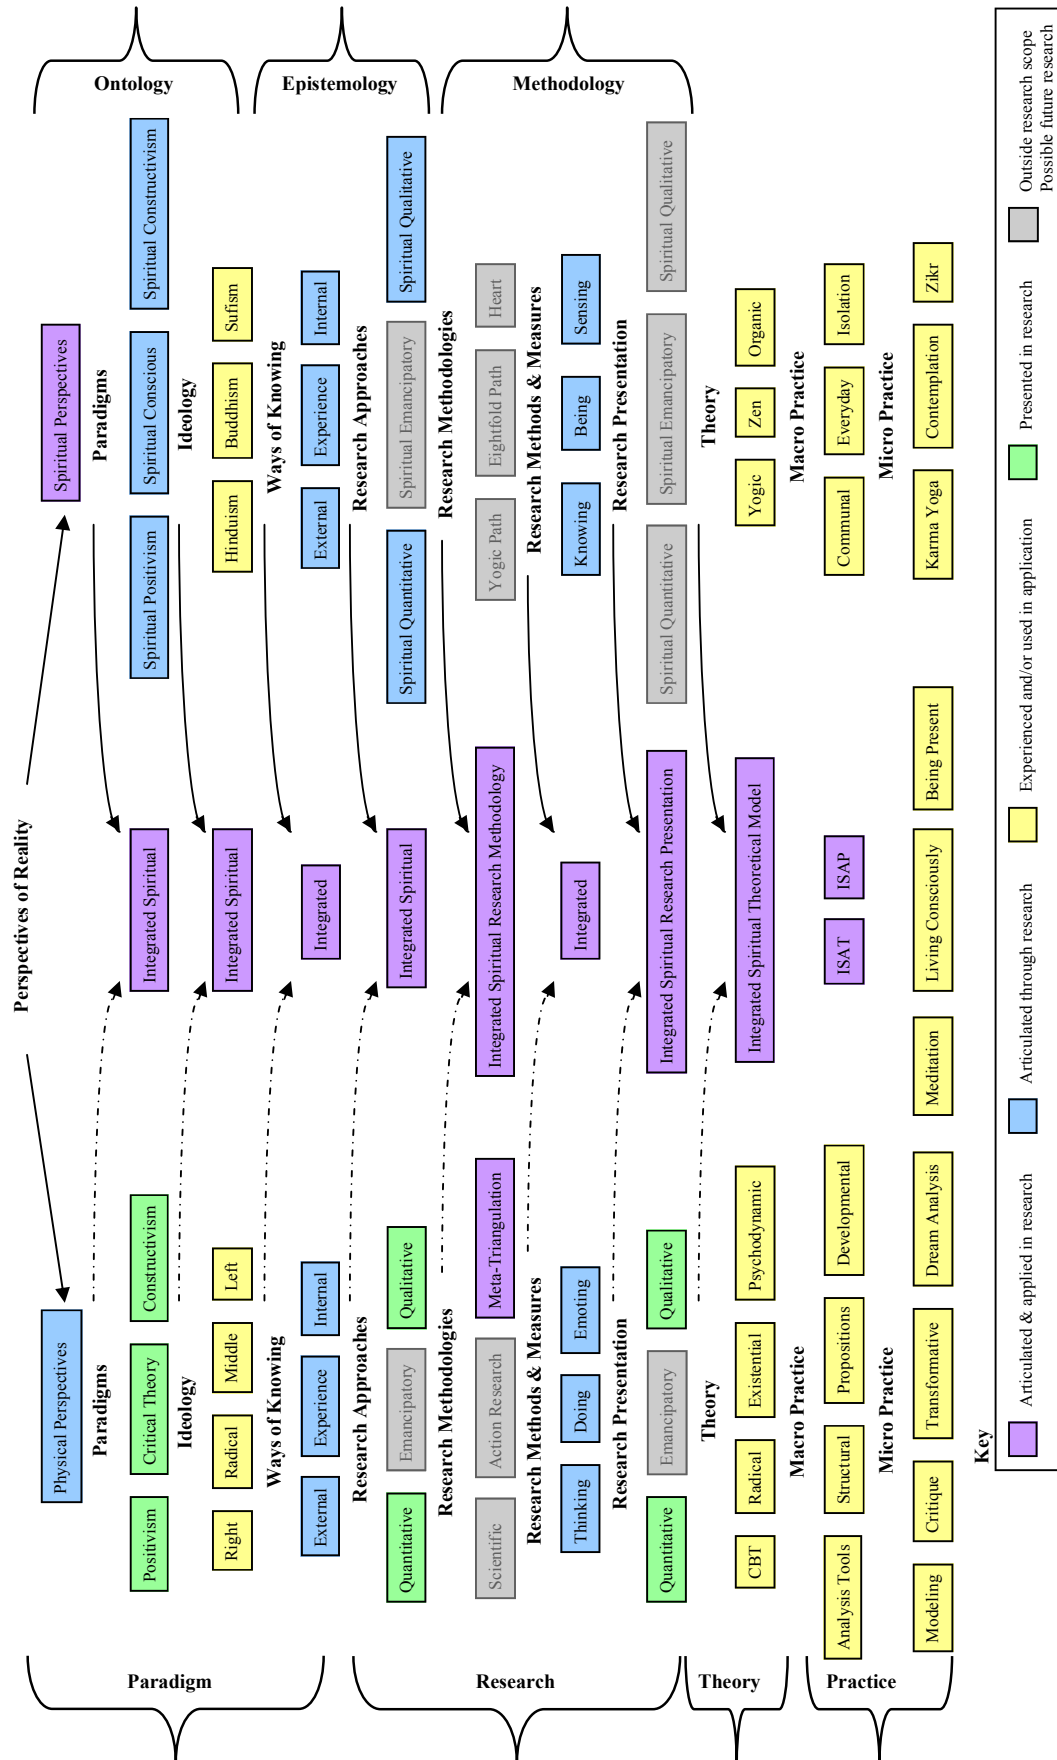 Perspectives of Reality
Physical Perspectives
Spiritual Perspectives
Paradigms
Paradigms
Ontology
Paradigm
Positivism
Critical Theory
Constructivism
Integrated Spiritual
Spiritual Positivism
Spiritual Conscious
Spiritual Constructivism
Ideology
Ideology
Right
Radical
Middle
Left
Integrated Spiritual
Hinduism
Buddhism
Sufism
Ways of Knowing
Ways of Knowing
Epistemology
External
Experience
Internal
Integrated
External
Experience
Internal
Research Approaches
Research Approaches
Research
Quantitative
Emancipatory
Qualitative
Integrated Spiritual
Spiritual Quantitative
Spiritual Emancipatory
Spiritual Qualitative
Research Methodologies
Research Methodologies
Methodology
Scientific
Action Research
Meta-Triangulation
Integrated Spiritual Research Methodology
Yogic Path
Eightfold Path
Heart
Research Methods & Measures
Research Methods & Measures
Thinking
Doing
Emoting
Integrated
Knowing
Being
Sensing
Research Presentation
Research Presentation
Quantitative
Emancipatory
Qualitative
Integrated Spiritual Research Presentation
Spiritual Quantitative
Spiritual Emancipatory
Spiritual Qualitative
Theory
Theory
Theory
CBT
Radical
Existential
Psychodynamic
Integrated Spiritual Theoretical Model
Yogic
Zen
Organic
Macro Practice
Macro Practice
Practice
Analysis Tools
Structural
Propositions
Developmental
ISAT
ISAP
Communal
Everyday
Isolation
Micro Practice
Micro Practice
Modeling
Critique
Transformative
Dream Analysis
Meditation
Living Consciously
Being Present
Karma Yoga
Contemplation
Zikr
Key
Articulated & applied in research
Articulated through research
Experienced and/or used in application
Presented in research
Outside research scope
Possible future research